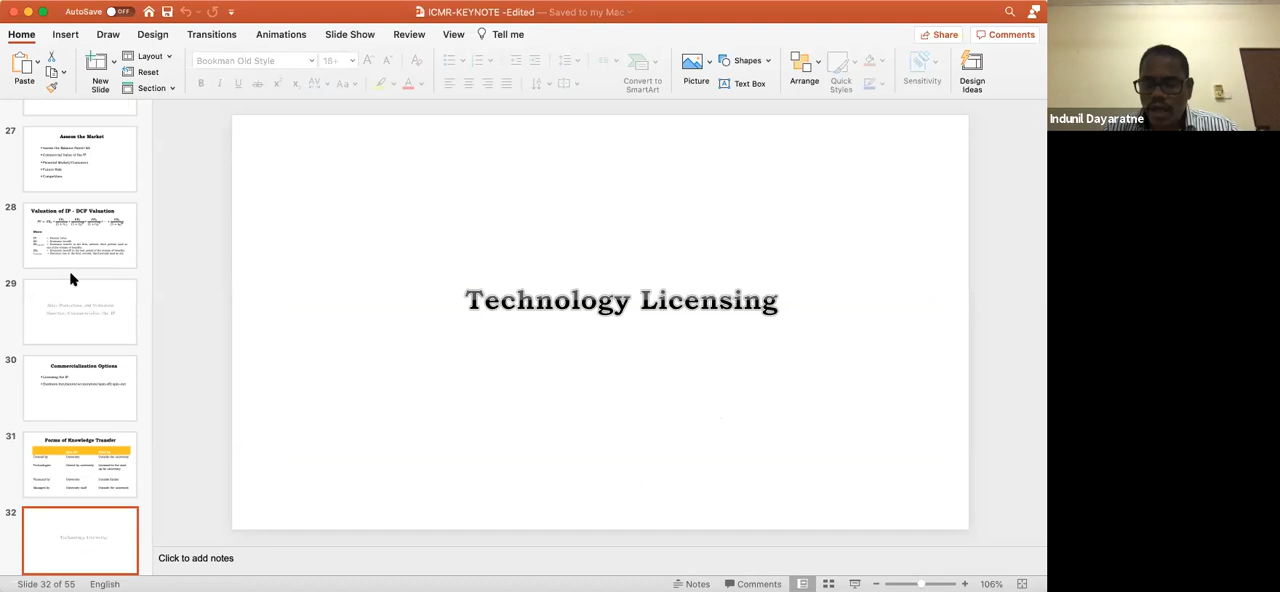 AutoSave OFF
ICMR-KEYNOTE -Edited — Saved to my Mac
Home Insert Draw Design Transitions Animations Slide Show Review View Tell me
Share Comments
Paste
New Slide
Layout
Reset
Section
Bookman Old Style 18+
Convert to SmartArt
Picture
Shapes
Text Box
Arrange
Quick Styles
Sensitivity
Design Ideas
Indunil Dayaratne
27
Assess the Market
28
Valuation of IP - DCF Valuation
29
30
Commercialization Options
31
Forms of Knowledge Transfer
32
Technology Licensing
Technology Licensing
Click to add notes
Slide 32 of 55 English Notes Comments 106%